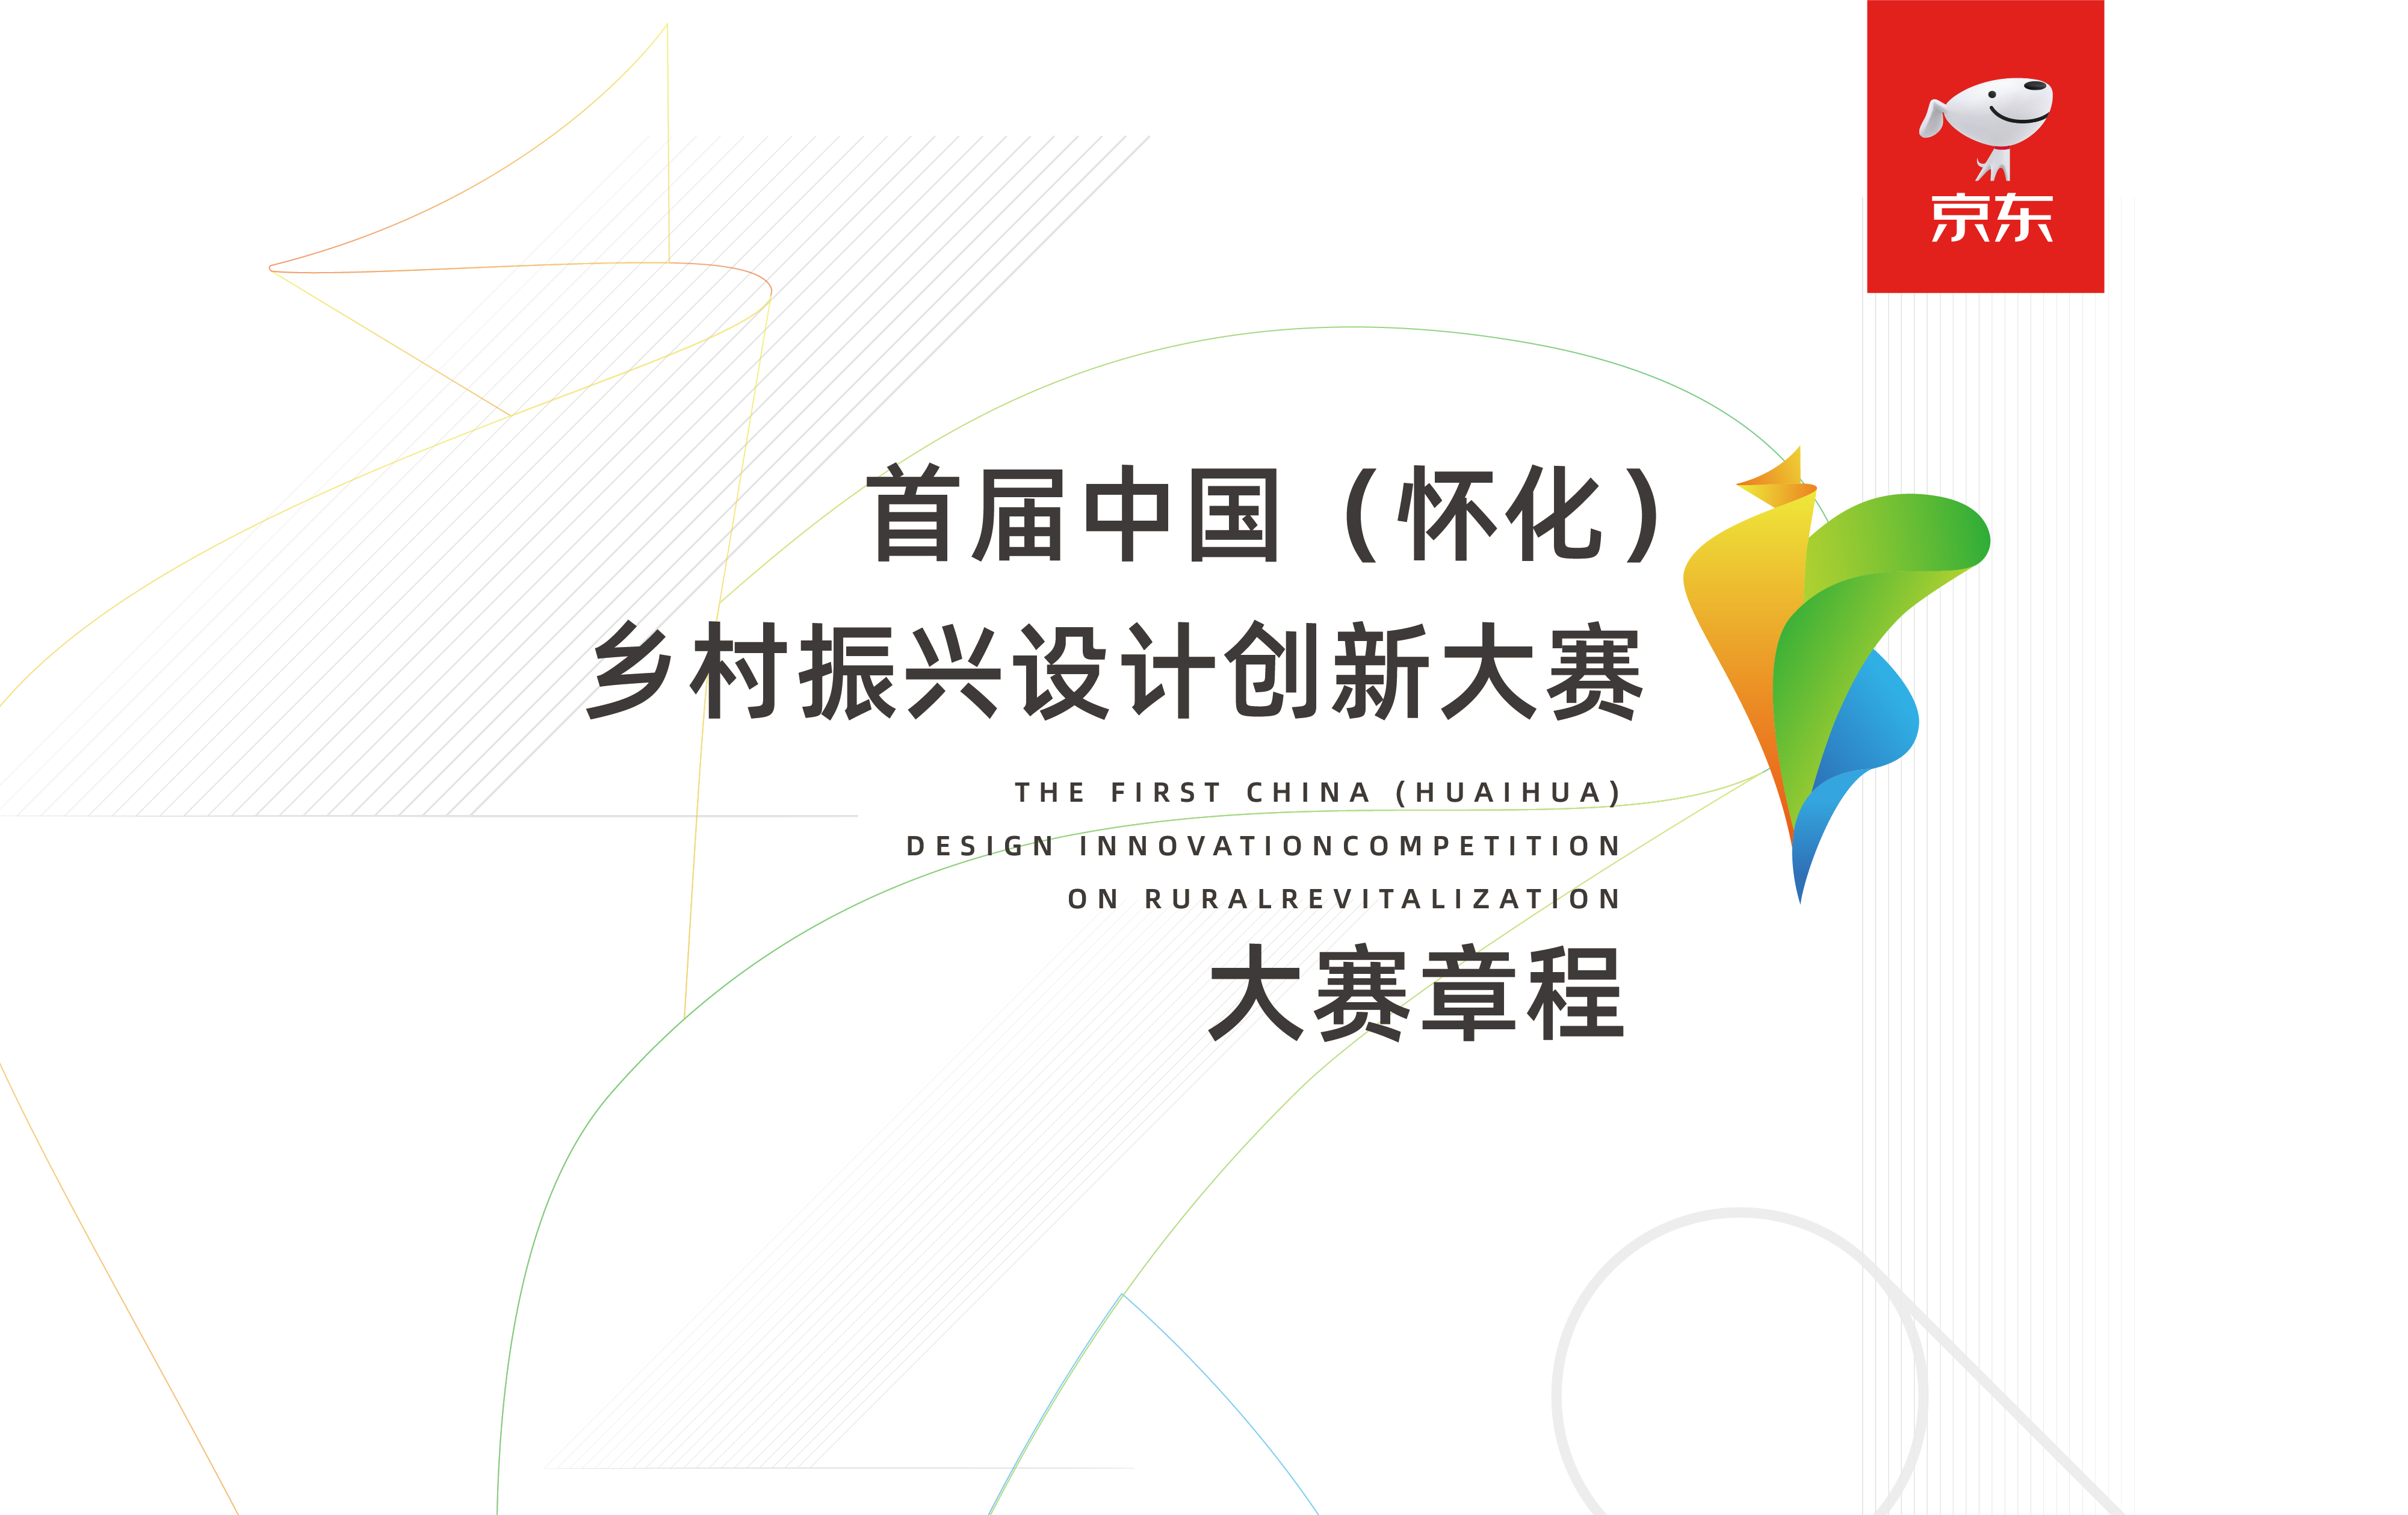 京东
首届中国（怀化）
乡村振兴设计创新大赛
THE FIRST CHINA (HUAIHUA)
DESIGN INNOVATIONCOMPETITION
ON RURALREVITALIZATION
大赛章程